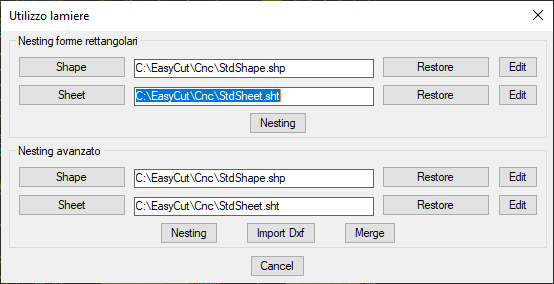 Utilizzo lamiere
Nesting forme rettangolari
Shape C:\EasyCut\Cnc\StdShape.shp Restore Edit
Sheet C:\EasyCut\Cnc\StdSheet.sht Restore Edit
Nesting
Nesting avanzato
Shape C:\EasyCut\Cnc\StdShape.shp Restore Edit
Sheet C:\EasyCut\Cnc\StdSheet.sht Restore Edit
Nesting Import Dxf Merge
Cancel